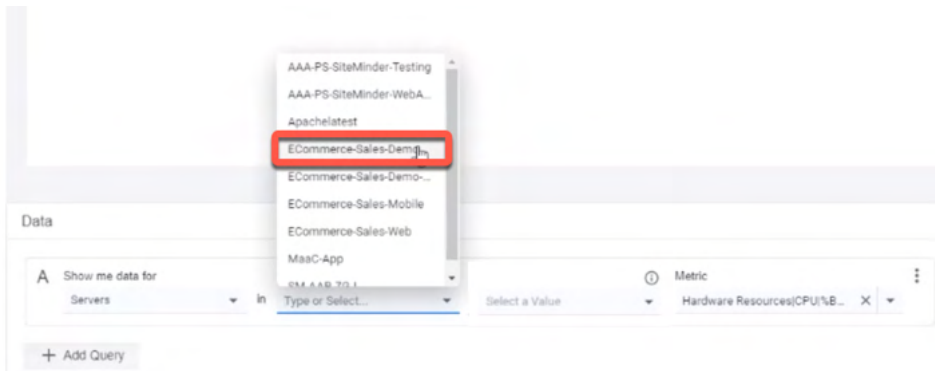 AAA-PS-SiteMinder-Testing
AAA-PS-SiteMinder-WebA...
Apachelatest
ECommerce-Sales-Demo
ECommerce-Sales-Demo-...
ECommerce-Sales-Mobile
ECommerce-Sales-Web
MaaC-App
Data
A Show me data for
Metric
Servers in Type or Select... Select a Value Hardware Resources|CPU|%B...
+ Add Query